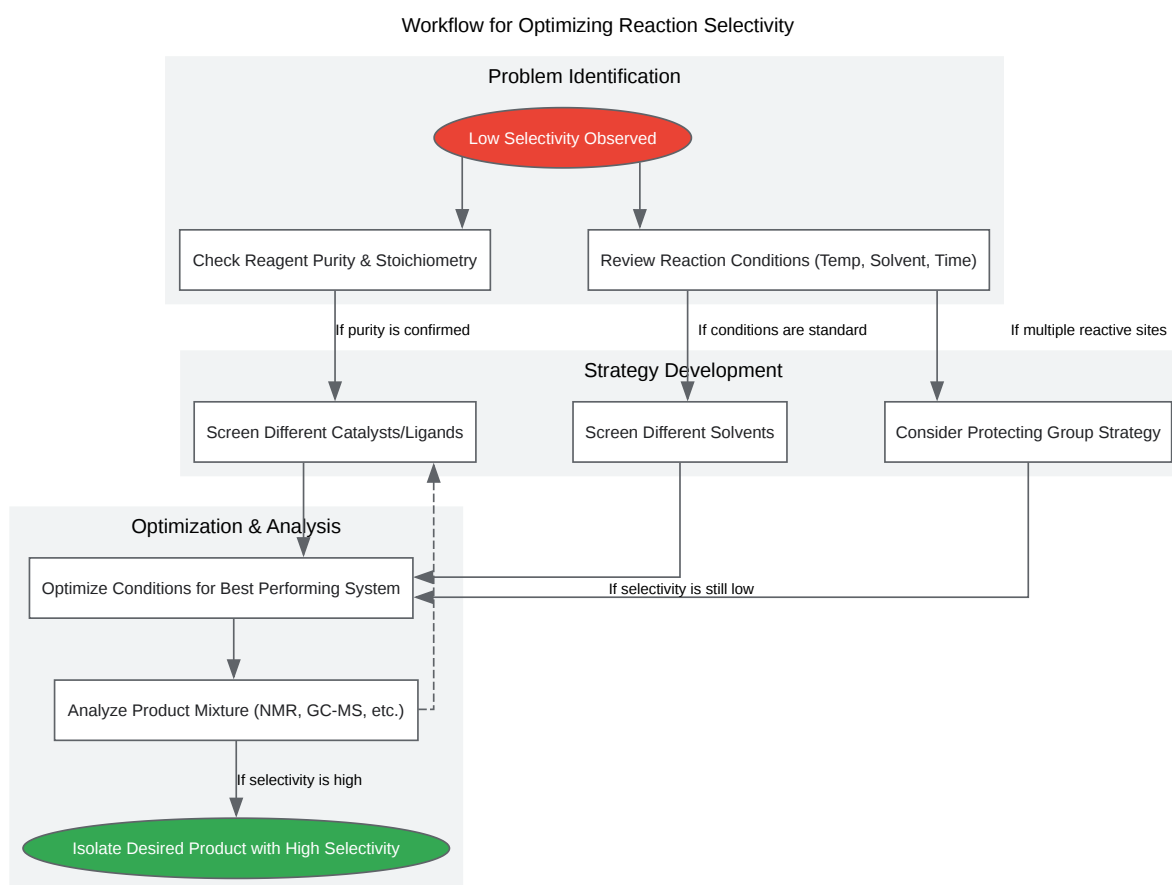 Workflow for Optimizing Reaction Selectivity
Problem Identification
Low Selectivity Observed
Check Reagent Purity & Stoichiometry
Review Reaction Conditions (Temp, Solvent, Time)
If purity is confirmed
If conditions are standard
If multiple reactive sites
Strategy Development
Screen Different Catalysts/Ligands
Screen Different Solvents
Consider Protecting Group Strategy
Optimization & Analysis
Optimize Conditions for Best Performing System
If selectivity is still low
Analyze Product Mixture (NMR, GC-MS, etc.)
If selectivity is high
Isolate Desired Product with High Selectivity